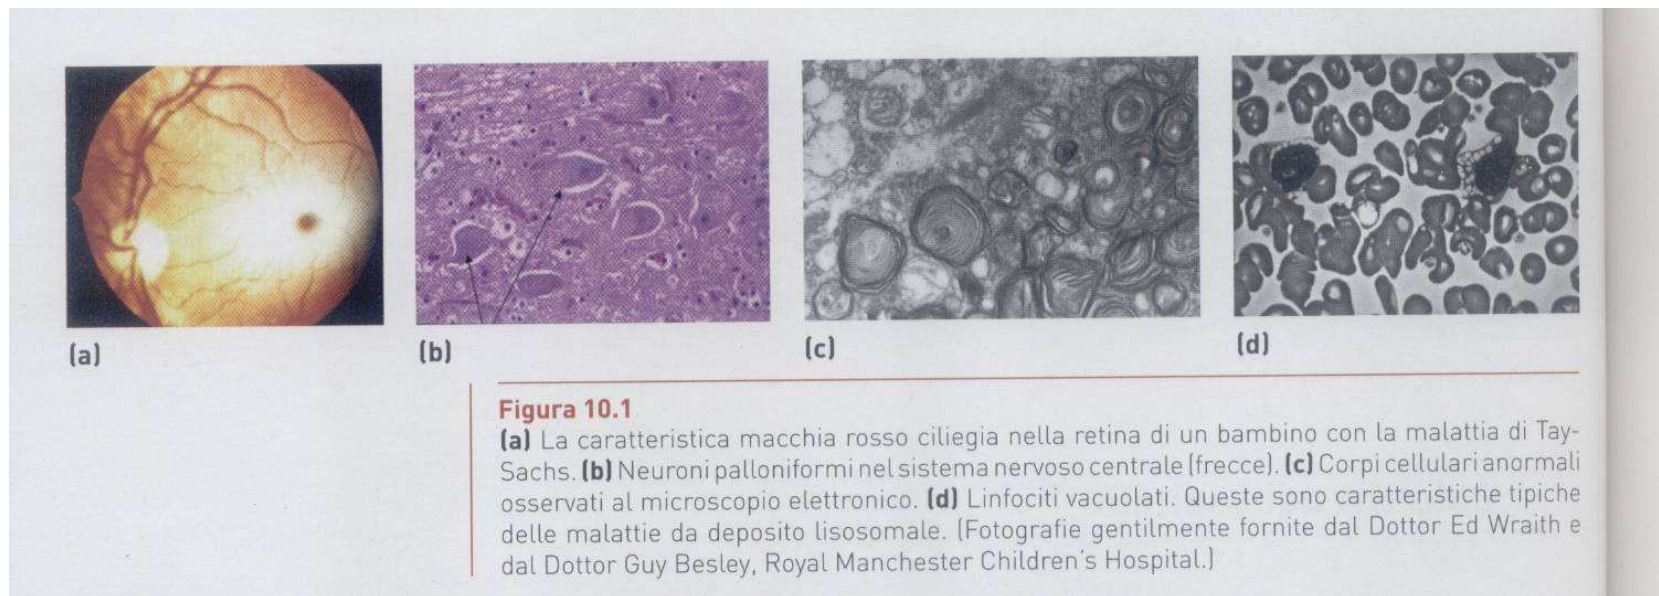 (a)
(b)
(c)
(d)
Figura 10.1
(a) La caratteristica macchia rosso ciliegia nella retina di un bambino con la malattia di Tay-
Sachs. (b) Neuroni palloniformi nel sistema nervoso centrale (frecce). (c) Corpi cellulari anormali
osservati al microscopio elettronico. (d) Linfociti vacuolati. Queste sono caratteristiche tipiche
delle malattie da deposito lisosomale. (Fotografie gentilmente fornite dal Dottor Ed Wraith e
dal Dottor Guy Besley, Royal Manchester Children's Hospital.)